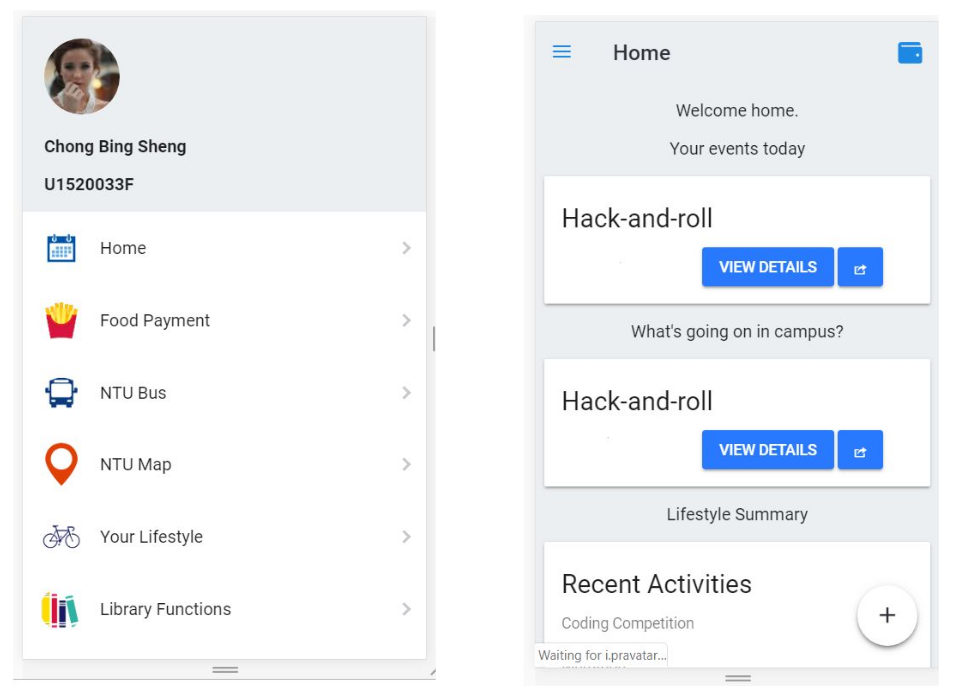 Chong Bing Sheng
U1520033F
Home
Food Payment
NTU Bus
NTU Map
Your Lifestyle
Library Functions
Home
Welcome home.
Your events today
Hack-and-roll
VIEW DETAILS
What's going on in campus?
Hack-and-roll
VIEW DETAILS
Lifestyle Summary
Recent Activities
Coding Competition
Waiting for i.pravatar...